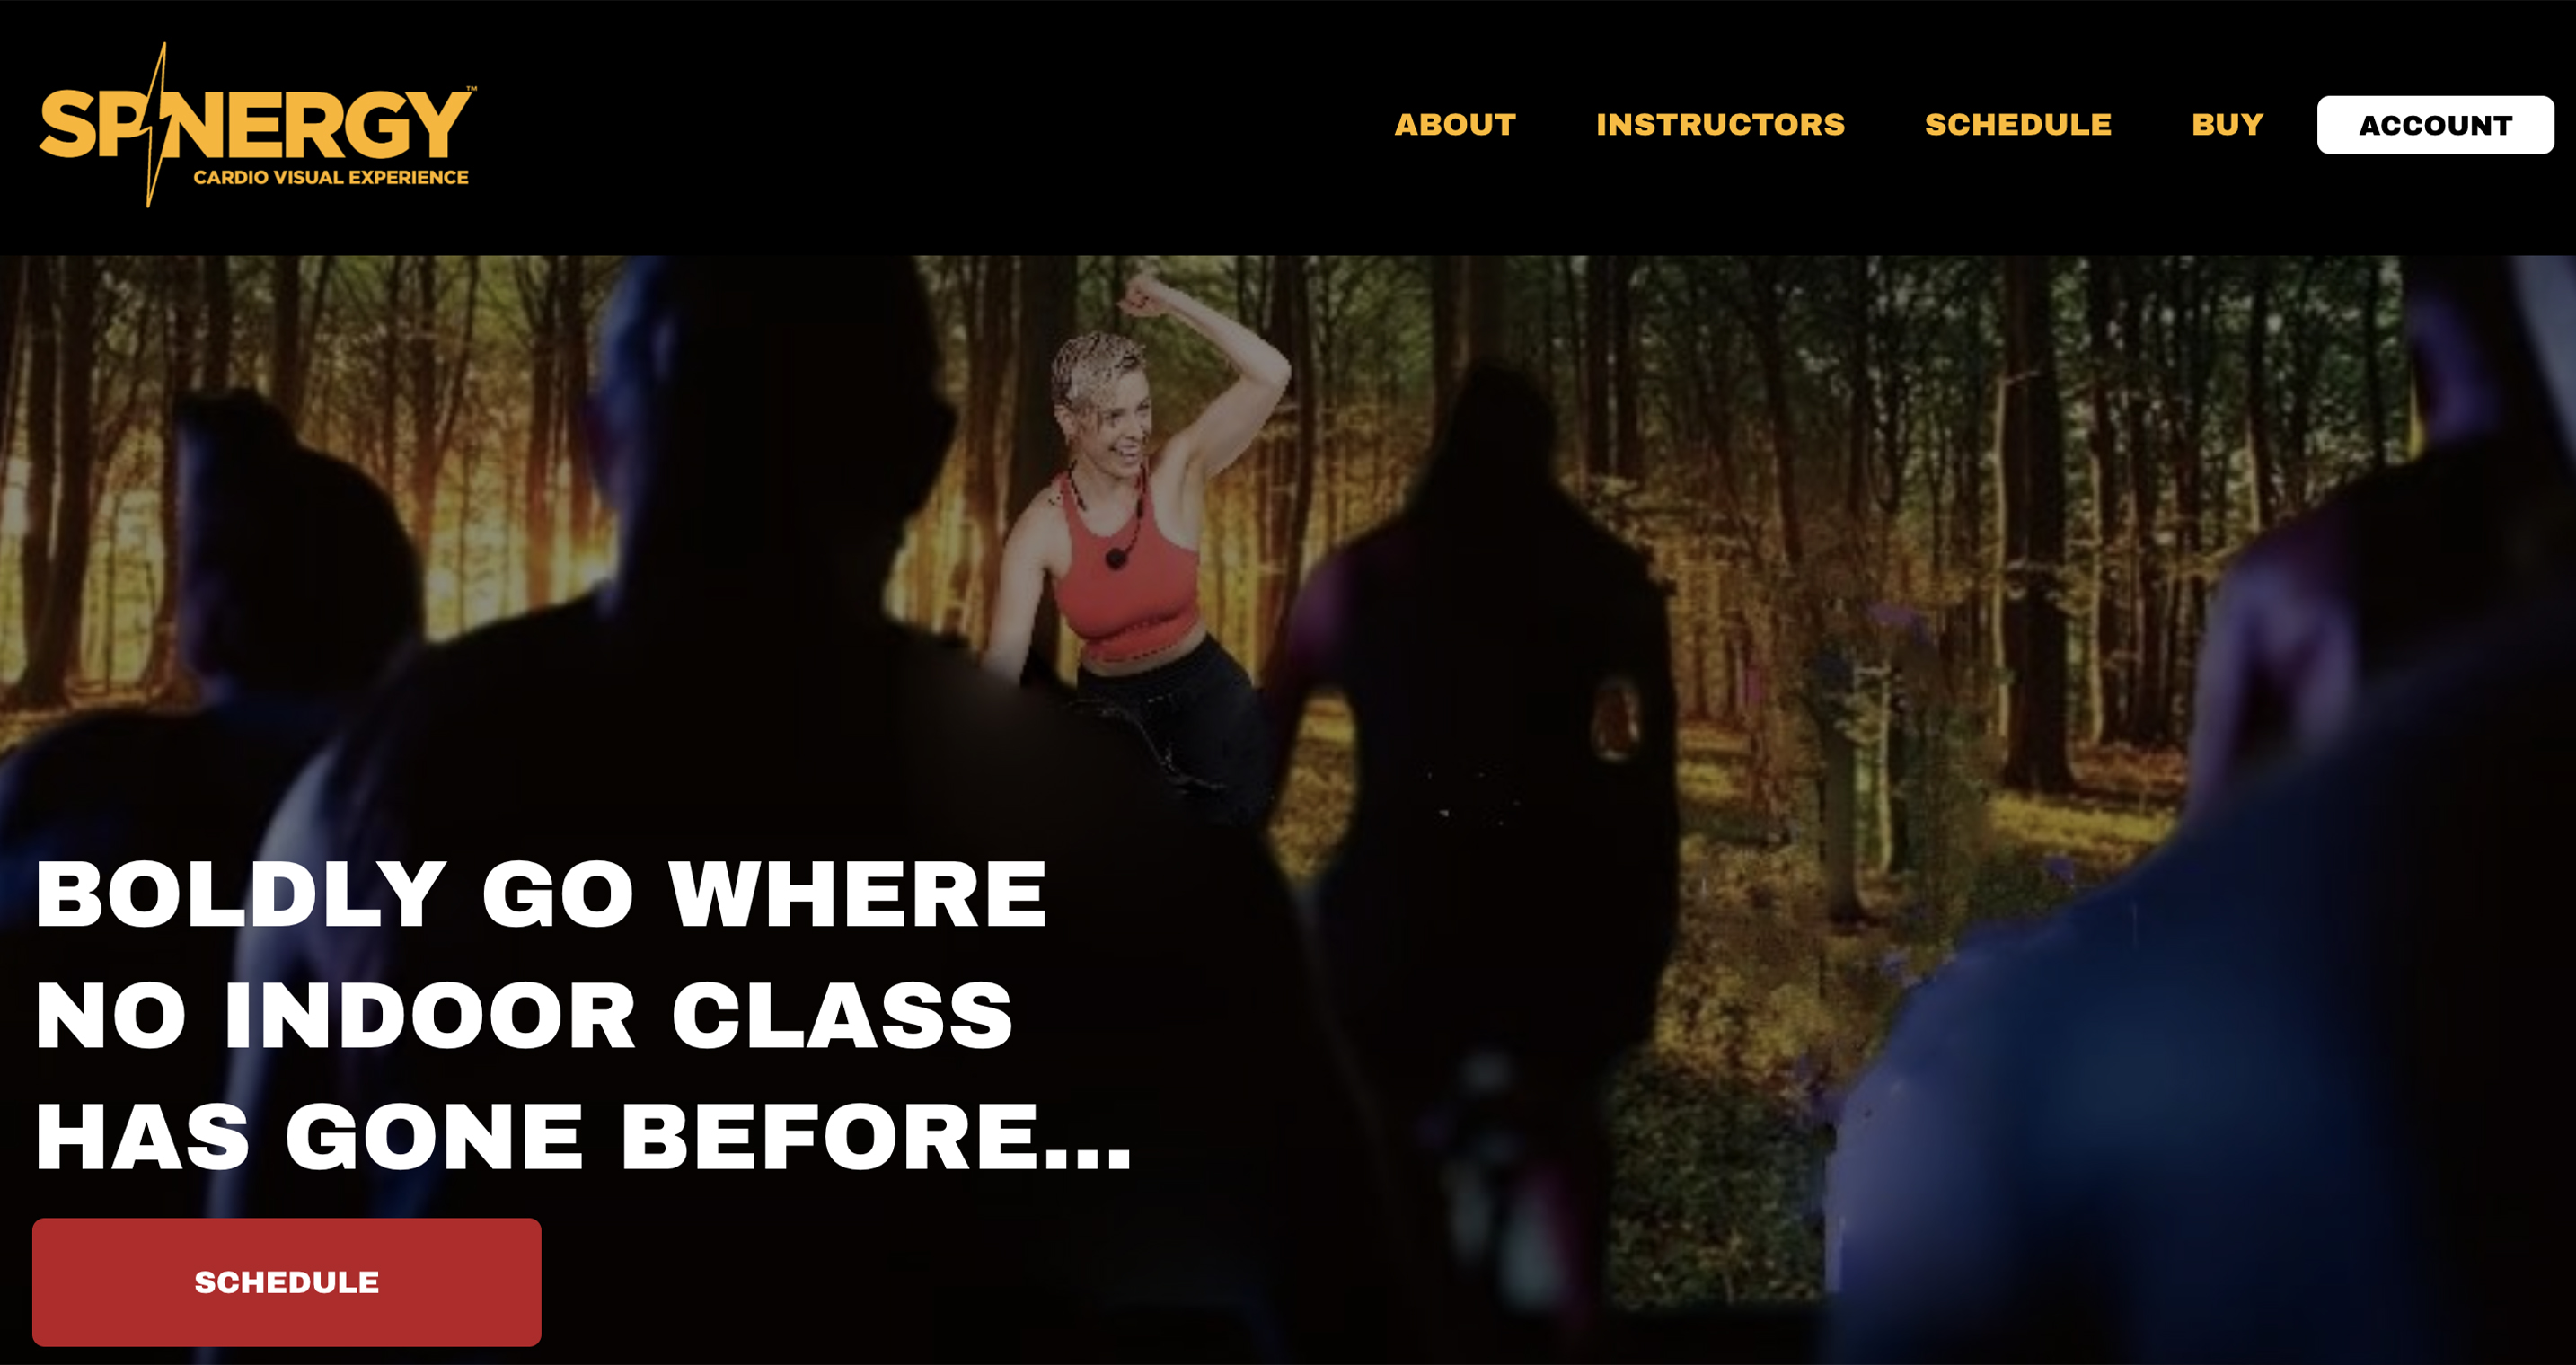 SPINERGY™
CARDIO VISUAL EXPERIENCE
ABOUT
INSTRUCTORS
SCHEDULE
BUY
ACCOUNT
BOLDLY GO WHERE
NO INDOOR CLASS
HAS GONE BEFORE...
SCHEDULE